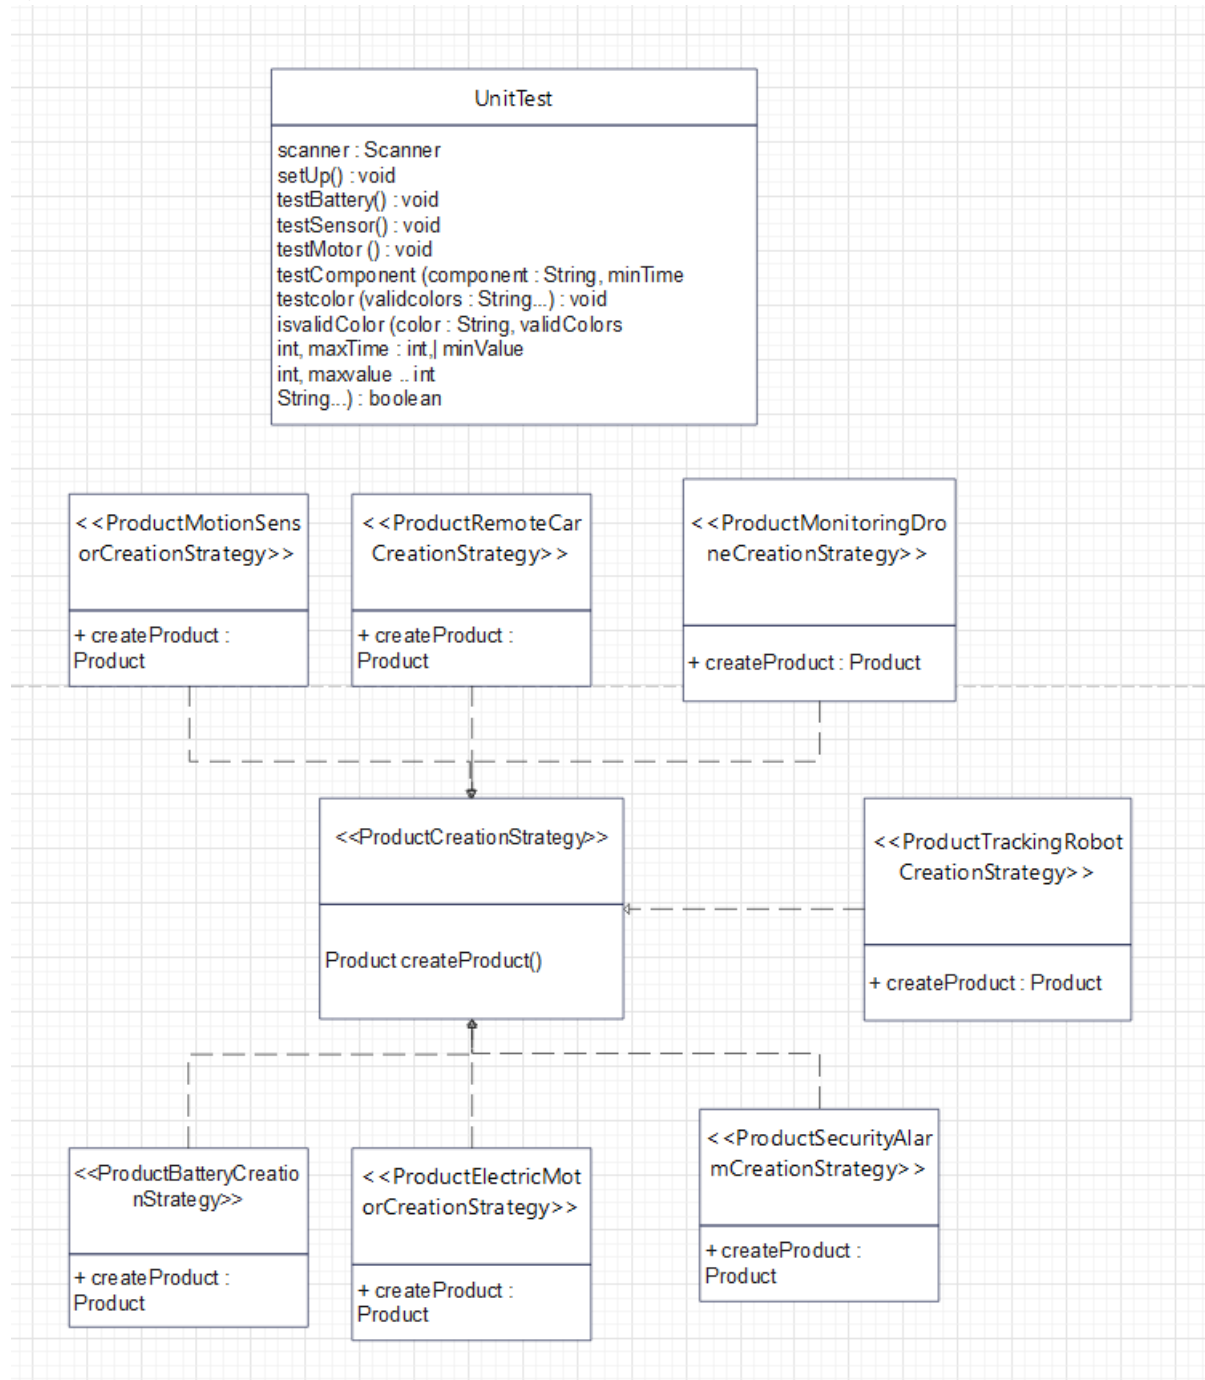 UnitTest
scanner : Scanner
setUp() : void
testBattery() : void
testSensor() : void
testMotor () : void
testComponent (component : String, minTime
testcolor (validcolors : String...) : void
isvalidColor (color : String, validColors
int, maxTime : int,| minValue
int, maxvalue .. int
String...) : boolean
<<ProductMotionSens
orCreationStrategy>>
+ createProduct :
Product
<<ProductRemoteCar
CreationStrategy>>
+ createProduct :
Product
<<ProductMonitoringDro
neCreationStrategy>>
+ createProduct : Product
<<ProductCreationStrategy>>
Product createProduct()
<<ProductTrackingRobot
CreationStrategy>>
+ createProduct : Product
<<ProductBatteryCreatio
nStrategy>>
+ createProduct :
Product
<<ProductElectricMot
orCreationStrategy>>
+ createProduct :
Product
<<ProductSecurityAlar
mCreationStrategy>>
+ createProduct :
Product